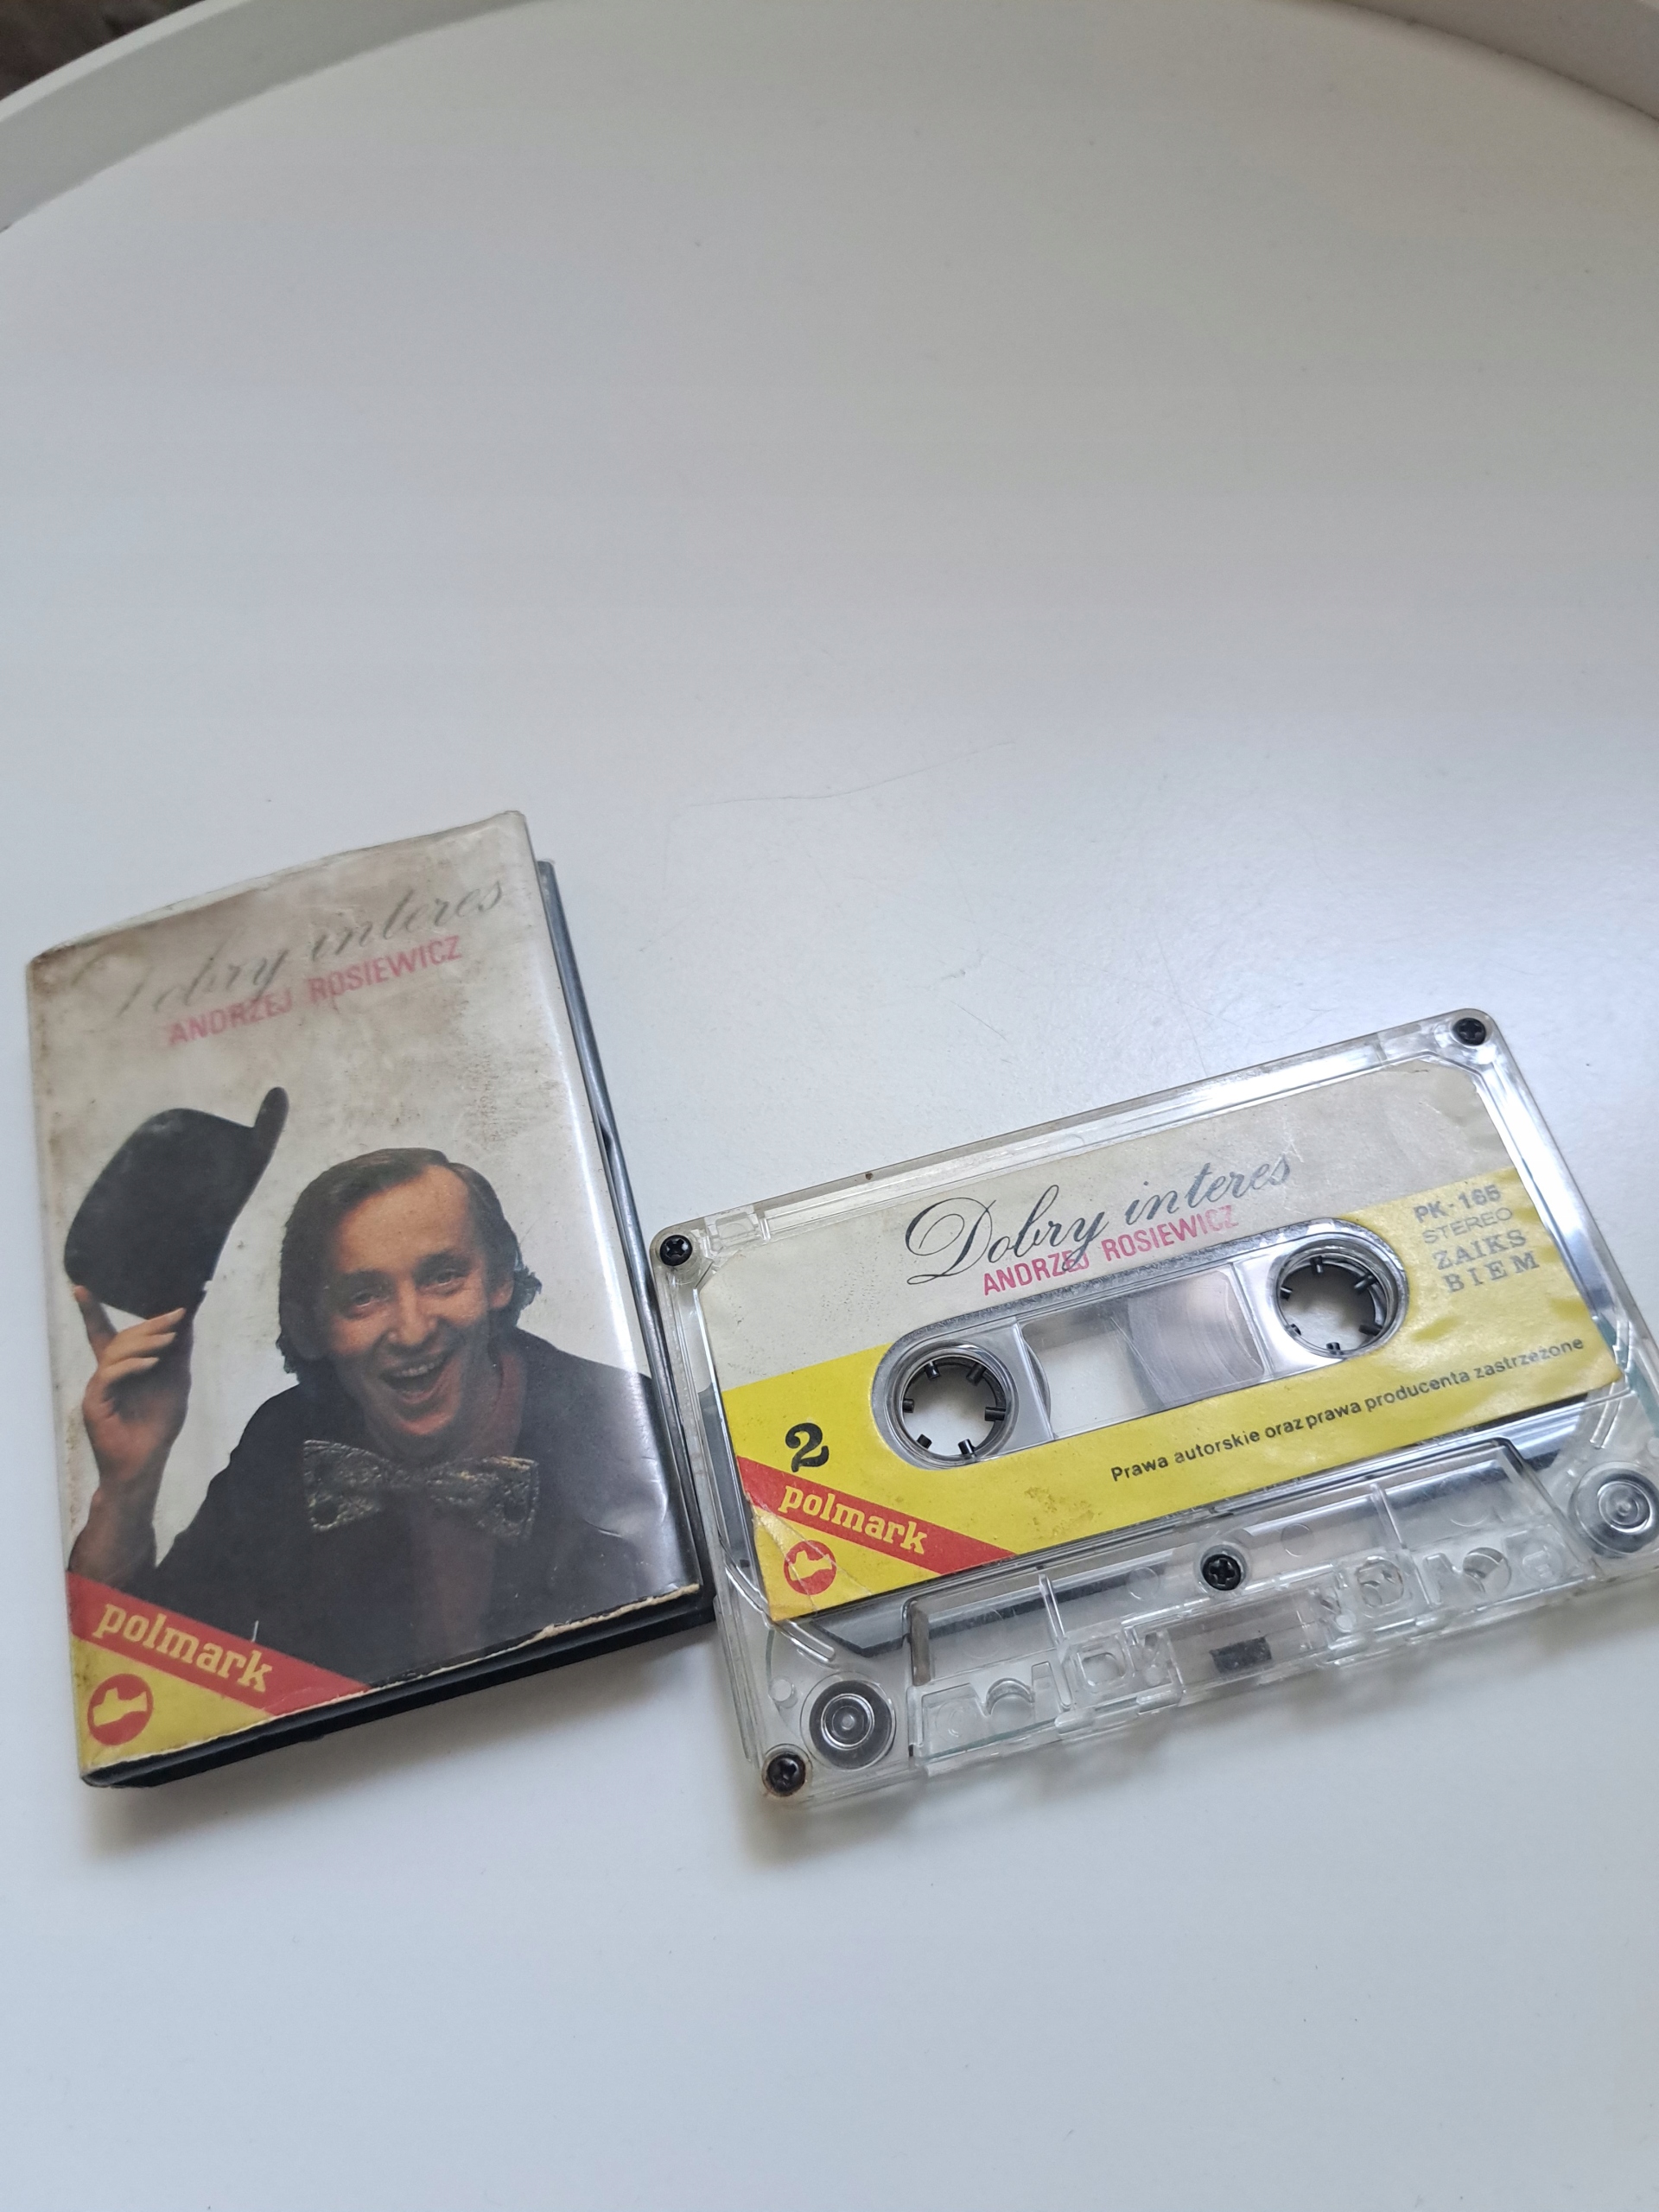 Dobry interes
ANDRZEJ ROSIEWICZ
polmark
Dobry interes
ANDRZEJ ROSIEWICZ
PK-165
STEREO
ZAIKS
BIEM
2
Prawa autorskie oraz prawa producenta zastrzeżone
polmark